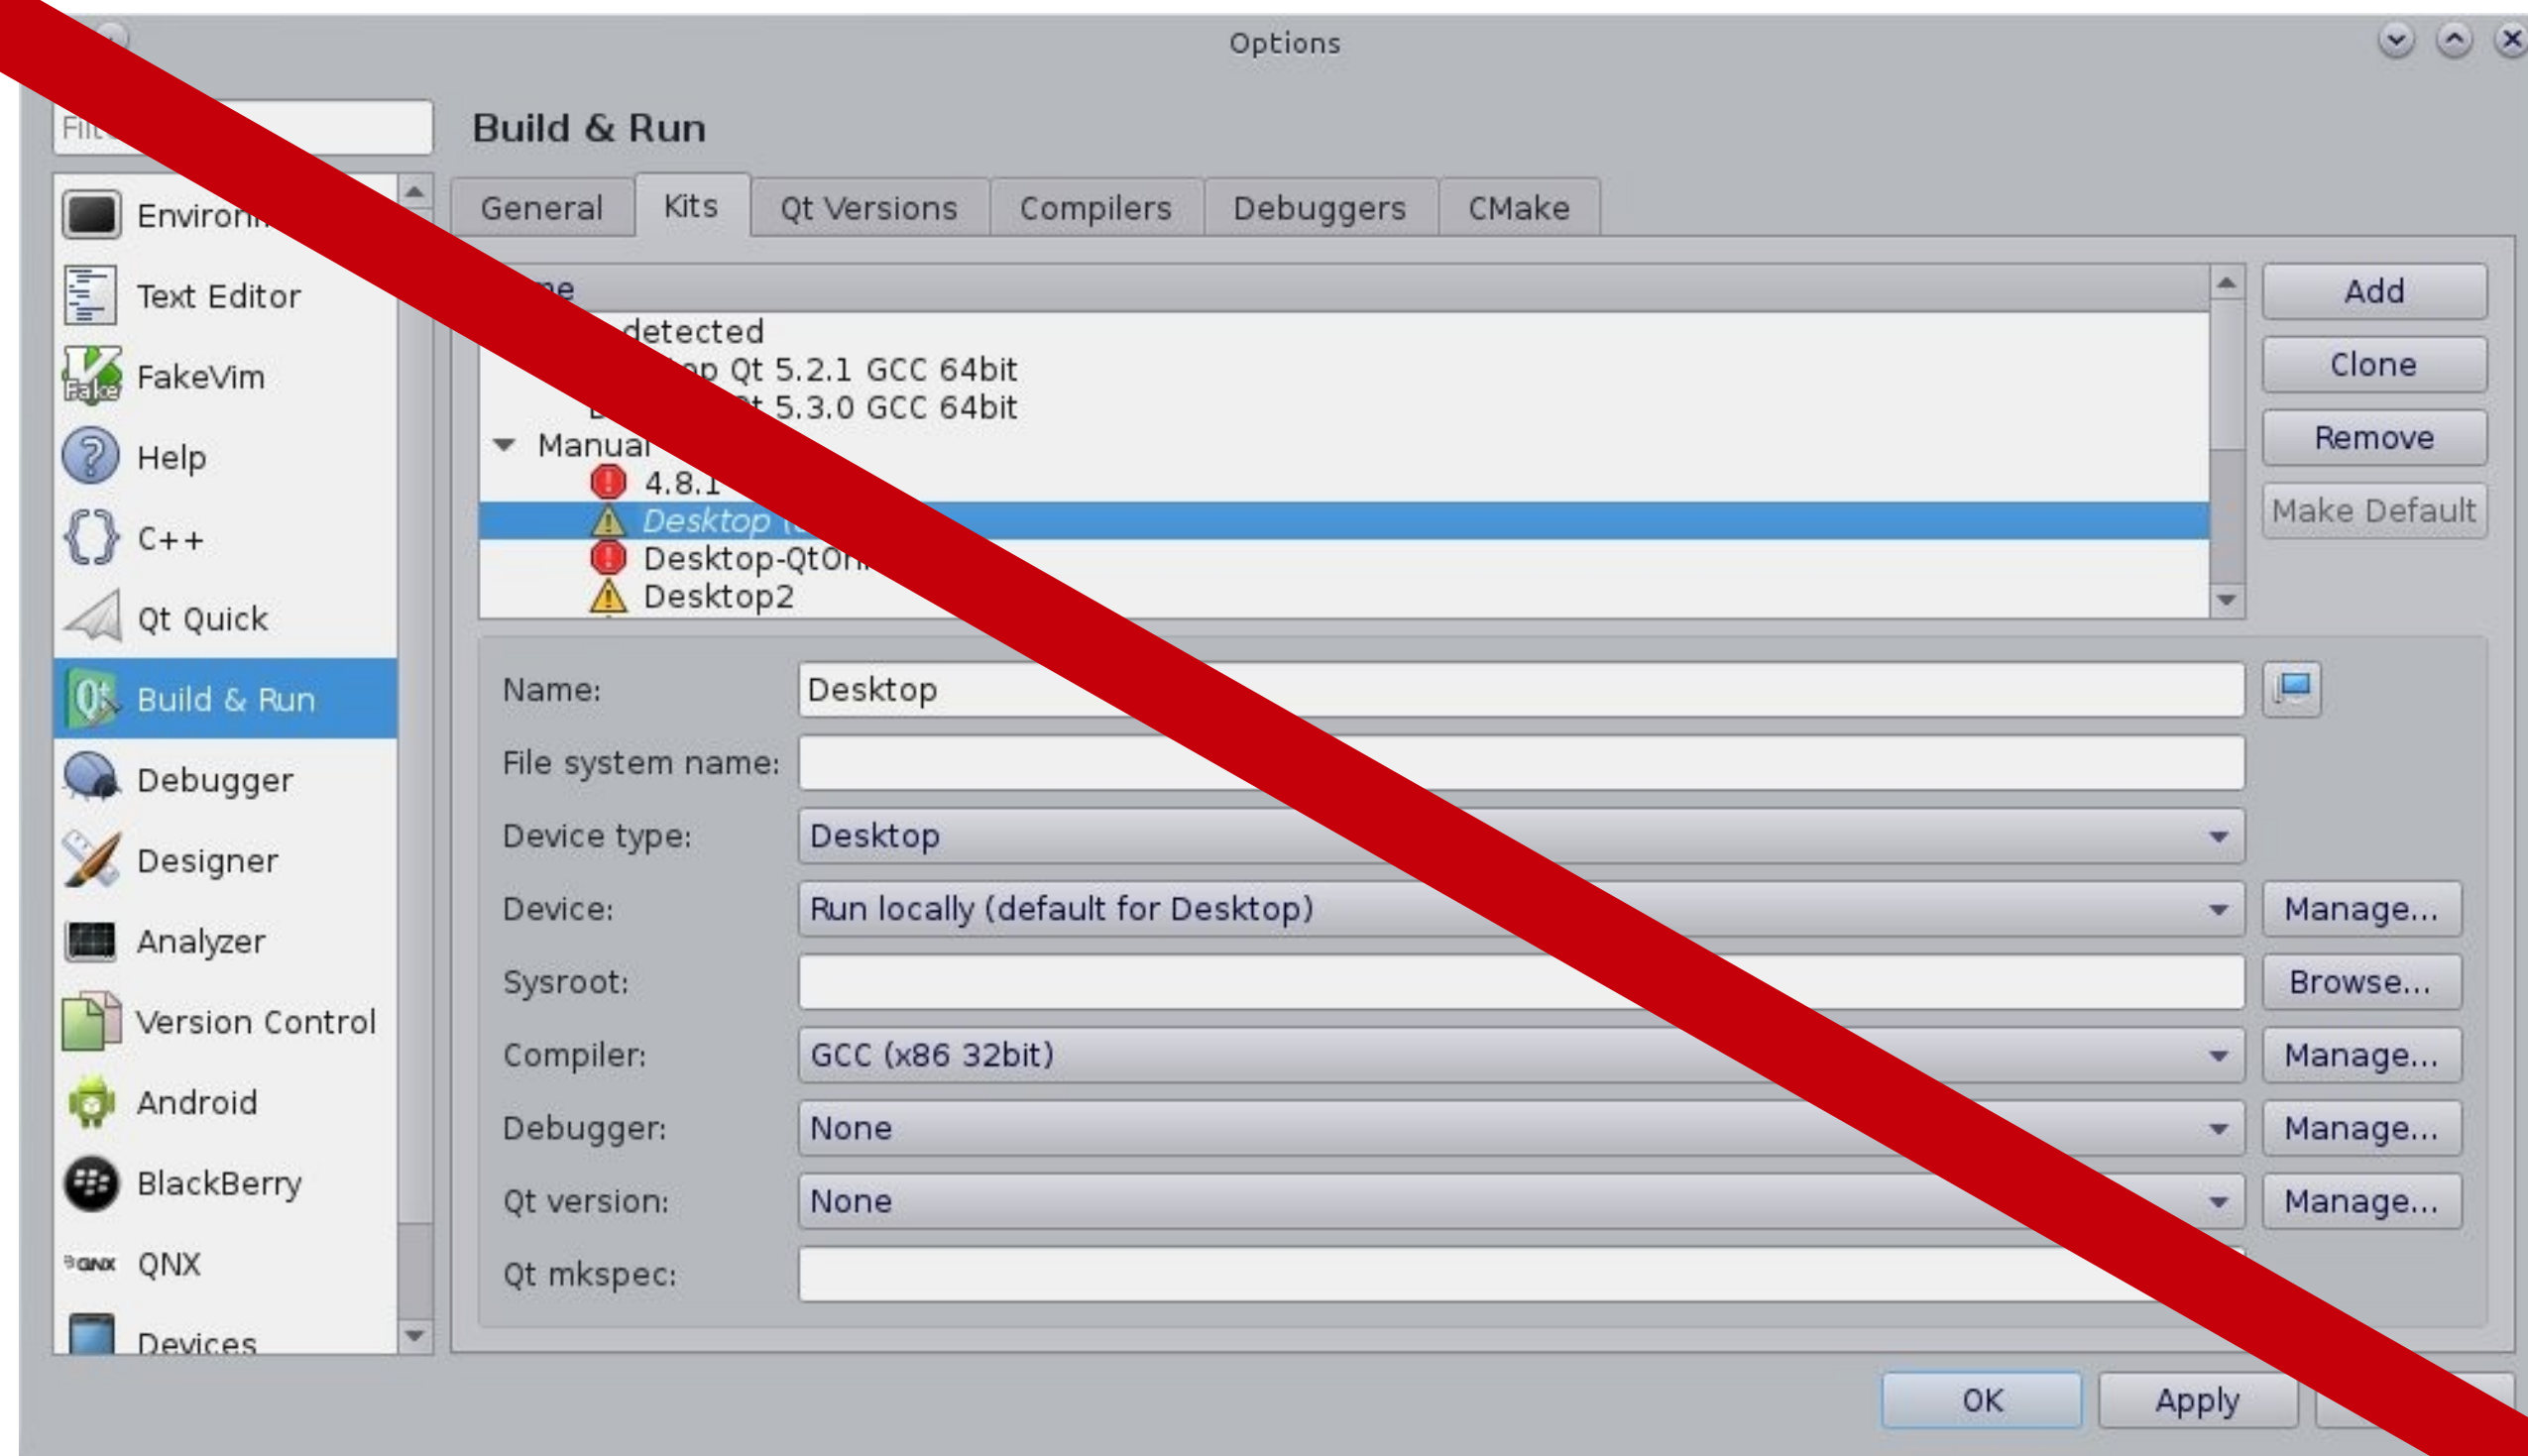 Options
Build & Run
General Kits Qt Versions Compilers Debuggers CMake
Environ
Text Editor
FakeVim
Help
C++
Qt Quick
Build & Run
Debugger
Designer
Analyzer
Version Control
Android
BlackBerry
QNX
Devices
detected
Qt 5.2.1 GCC 64bit
5.3.0 GCC 64bit
Manual
4.8.1
Desktop
Desktop-QtOn
Desktop2
Add
Clone
Remove
Make Default
Name: Desktop
File system name:
Device type: Desktop
Device: Run locally (default for Desktop) Manage...
Sysroot: Browse...
Compiler: GCC (x86 32bit) Manage...
Debugger: None Manage...
Qt version: None Manage...
Qt mkspec:
OK Apply